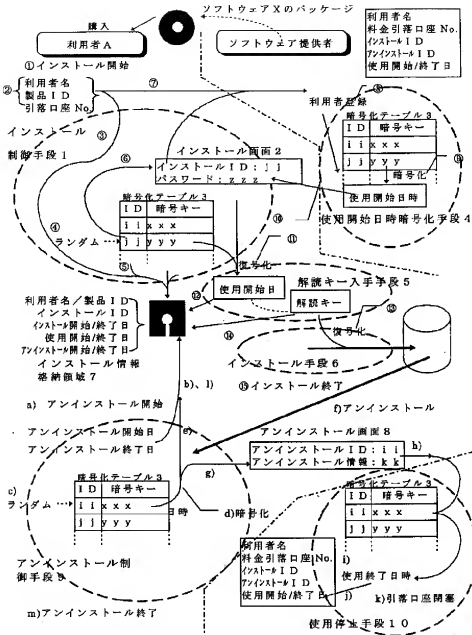 ソフトウェアXのパッケージ
購入
利用者A
ソフトウェア提供者
利用者名
料金引落口座No.
インストールID
アンインストールID
使用開始/終了日
①インストール開始
②
利用者名
製品ID
引落口座No.
⑦
③
インストール
制御手段1
⑥
インストール画面2
インストールID:jj
パスワード:zzz
利用者登録
暗号化テーブル3
ID 暗号キー
iixxx
jjyyy
暗号化
使用開始日時
使用開始日時暗号化手段4
暗号化テーブル3
ID 暗号キー
iixxx
jjyyy
ランダム
④
⑤
⑩
⑪
復号化
使用開始日
解読キー入手手段5
解読キー
⑫
⑬
復号化
⑭
インストール手段6
⑮インストール終了
利用者名/製品ID
インストールID
インストール開始/終了日
使用開始/終了日
アンインストール開始/終了日
インストール情報
格納領域7
b)、l)
a) アンインストール開始
f)アンインストール
アンインストール開始日
アンインストール終了日
e)
アンインストール画面8
アンインストールID:ii
アンインストール情報:kk
h)
g)
c)
ランダム
暗号化テーブル3
ID 暗号キー
iixxx
jjyyy
日時
d)暗号化
アンインストール制
御手段9
m)アンインストール終了
暗号化テーブル3
ID 暗号キー
iixxx
jjyyy
i)
使用終了日時
j)
k)引落口座閉塞
利用者名
料金引落口座No.
インストールID
アンインストールID
使用開始/終了日
使用停止手段10